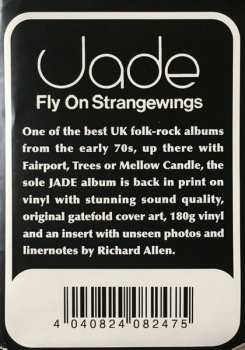 Jade
Fly On Strangewings
One of the best UK folk-rock albums
from the early 70s, up there with
Fairport, Trees or Mellow Candle, the
sole JADE album is back in print on
vinyl with stunning sound quality,
original gatefold cover art, 180g vinyl
and an insert with unseen photos and
linernotes by Richard Allen.
4 040824 082475